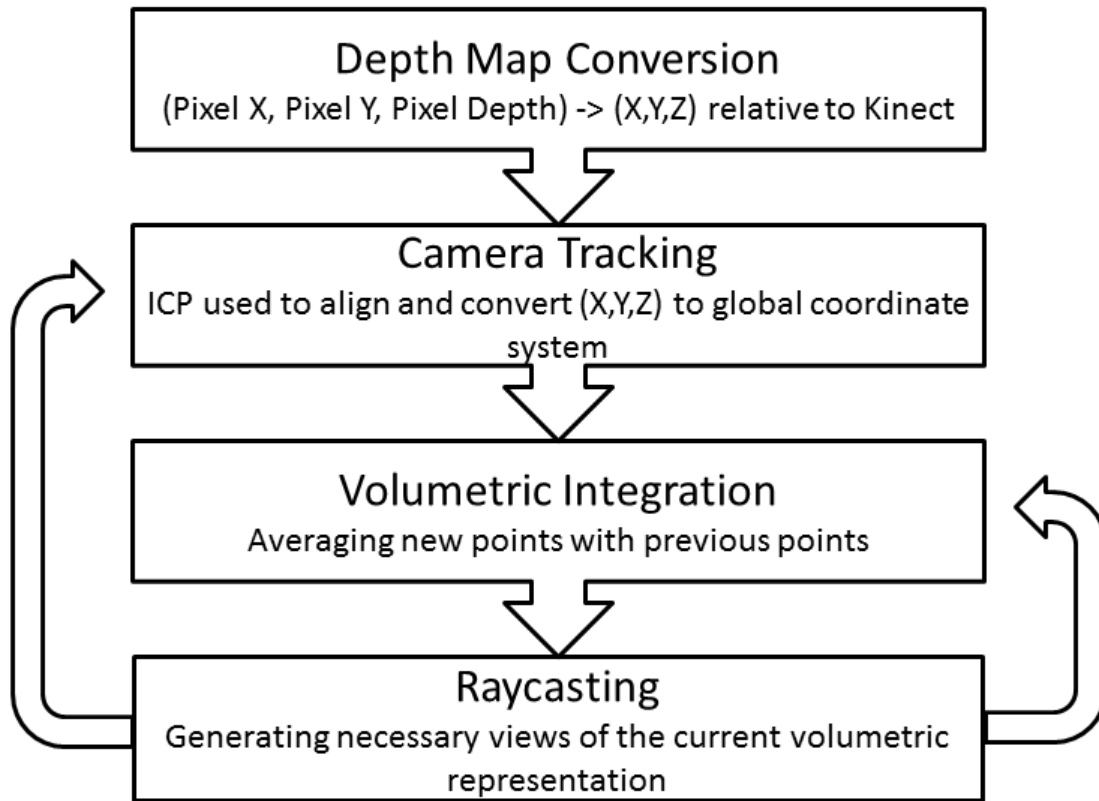 Depth Map Conversion
(Pixel X, Pixel Y, Pixel Depth) -> (X,Y,Z) relative to Kinect
Camera Tracking
ICP used to align and convert (X,Y,Z) to global coordinate
system
Volumetric Integration
Averaging new points with previous points
Raycasting
Generating necessary views of the current volumetric
representation